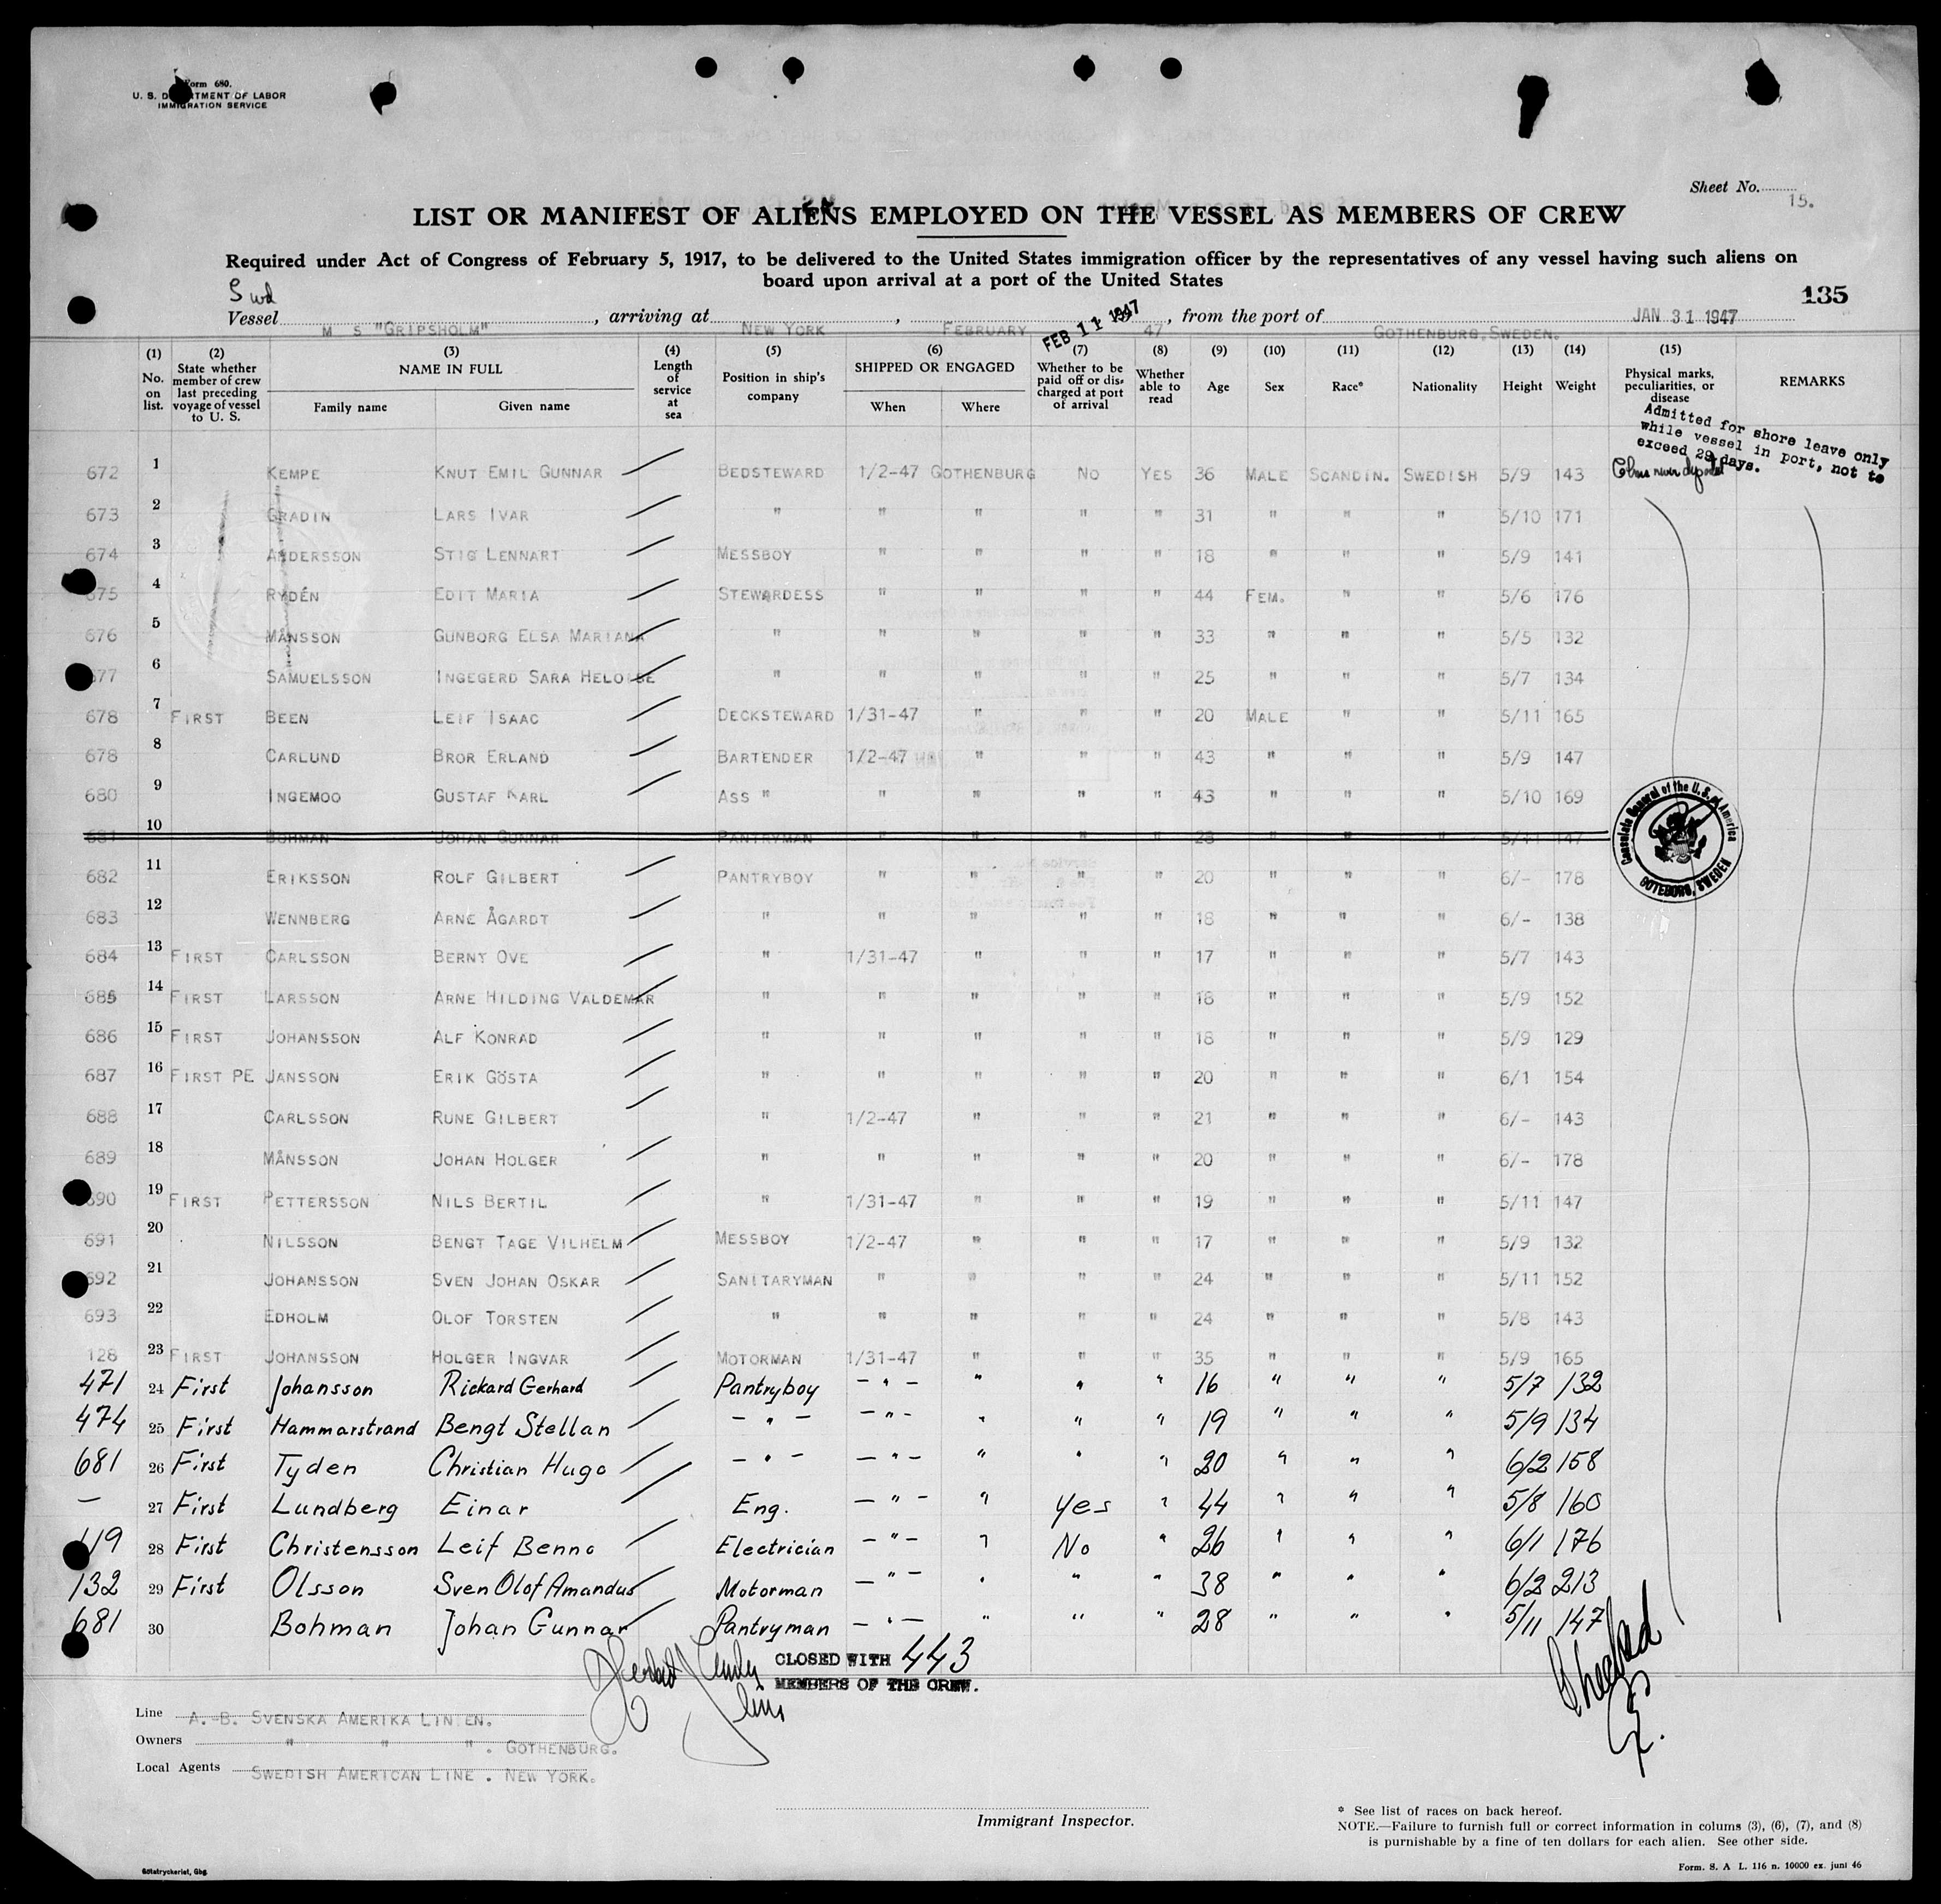 Form 680.
U. S. DEPARTMENT OF LABOR
IMMIGRATION SERVICE
Sheet No. 15.
LIST OR MANIFEST OF ALIENS EMPLOYED ON THE VESSEL AS MEMBERS OF CREW
Required under Act of Congress of February 5, 1917, to be delivered to the United States immigration officer by the representatives of any vessel having such aliens on
board upon arrival at a port of the United States
135
Swd
Vessel M S "GRIPSHOLM", arriving at NEW YORK, FEBRUARY FEB 11 1947 47, from the port of GOTHENBURG, SWEDEN. JAN 31 1947
(1) No. on list. (2) State whether member of crew last preceding voyage of vessel to U. S. (3) NAME IN FULL Family name Given name (4) Length of service at sea (5) Position in ship's company (6) SHIPPED OR ENGAGED When Where (7) Whether to be paid off or discharged at port of arrival (8) Whether able to read (9) Age (10) Sex (11) Race* (12) Nationality (13) Height (14) Weight (15) Physical marks, peculiarities, or disease REMARKS
Admitted for shore leave only
while vessel in port, not to
exceed 29 days.
672 1 KEMPE KNUT EMIL GUNNAR BEDSTEWARD 1/2-47 GOTHENBURG NO YES 36 MALE SCANDIN. SWEDISH 5/9 143
673 2 GRADIN LARS IVAR " " " " " 31 " " " 5/10 171
674 3 ANDERSSON STIG LENNART MESSBOY " " " " 18 " " " 5/9 141
675 4 RYDÉN EDIT MARIA STEWARDESS " " " " 44 FEM. " " 5/6 176
676 5 MÅNSSON GUNBORG ELSA MARIANA " " " " " 33 " " " 5/5 132
677 6 SAMUELSSON INGEGERD SARA HELOISE " " " " " 25 " " " 5/7 134
678 7 FIRST BEEN LEIF ISAAC DECKSTEWARD 1/31-47 " " " 20 MALE " " 5/11 165
678 8 CARLUND BROR ERLAND BARTENDER 1/2-47 " " " 43 " " " 5/9 147
680 9 INGEMOO GUSTAF KARL ASS " " " " " 43 " " " 5/10 169
681 10 BOHMAN JOHAN GUNNAR PANTRYMAN " " " " 28 " " " 5/11 147
Consulate General of the U. S. of America
GOTEBORG, SWEDEN
682 11 ERIKSSON ROLF GILBERT PANTRYBOY " " " " 20 " " " 6/- 178
683 12 WENNBERG ARNE ÅGARDT " " " " " 18 " " " 6/- 138
684 13 FIRST CARLSSON BERNT OVE " 1/31-47 " " " 17 " " " 5/7 143
685 14 FIRST LARSSON ARNE HILDING VALDEMAR " " " " " 18 " " " 5/9 152
686 15 FIRST JOHANSSON ALF KONRAD " " " " " 18 " " " 5/9 129
687 16 FIRST PE JANSSON ERIK GÖSTA " " " " " 20 " " " 6/1 154
688 17 CARLSSON RUNE GILBERT " 1/2-47 " " " 21 " " " 6/- 143
689 18 MÅNSSON JOHAN HOLGER " " " " " 20 " " " 6/- 178
690 19 FIRST PETTERSSON NILS BERTIL " 1/31-47 " " " 19 " " " 5/11 147
691 20 NILSSON BENGT TAGE VILHELM MESSBOY 1/2-47 " " " 17 " " " 5/9 132
692 21 JOHANSSON SVEN JOHAN OSKAR SANITARYMAN " " " " 24 " " " 5/11 152
693 22 EDHOLM OLOF TORSTEN " " " " " 24 " " " 5/8 143
128 23 FIRST JOHANSSON HOLGER INGVAR MOTORMAN 1/31-47 " " " 35 " " " 5/9 165
471 24 First Johansson Rickard Gerhard Pantryboy - " - " " " 16 " " " 5/7 132
474 25 First Hammarstrand Bengt Stellan - " - - " - " " " 19 " " " 5/9 134
681 26 First Tyden Christian Hugo - " - - " - " " " 20 " " " 6/2 158
- 27 First Lundberg Einar Eng. - " - " Yes " 44 " " " 5/8 160
119 28 First Christensson Leif Benno Electrician - " - " No " 26 " " " 6/1 176
132 29 First Olsson Sven Olof Amandus Motorman - " - " " " 38 " " " 6/2 213
681 30 Bohman Johan Gunnar Pantryman - " - " " " 28 " " " 5/11 147
CLOSED WITH 443
MEMBERS OF THE CREW.
Line A.-B. SVENSKA AMERIKA LINIEN.
Owners " " ". GOTHENBURG.
Local Agents SWEDISH AMERICAN LINE. NEW YORK.
Immigrant Inspector.
* See list of races on back hereof.
NOTE.—Failure to furnish full or correct information in colums (3), (6), (7), and (8)
is purnishable by a fine of ten dollars for each alien. See other side.
Götatryckeriet, Gbg.
Form. S. A L. 116 n. 10000 ex. juni 46